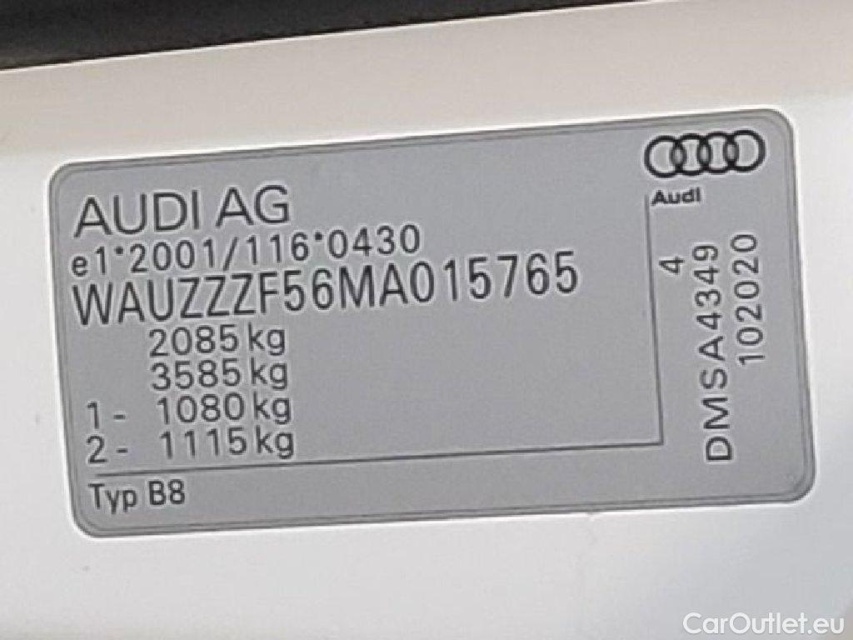 AUDI AG
e1*2001/116*0430
WAUZZZF56MA015765
2085 kg
3585 kg
1- 1080 kg
2- 1115 kg
Typ B8
Audi
4
DMSA4349
102020
CarOutlet.eu